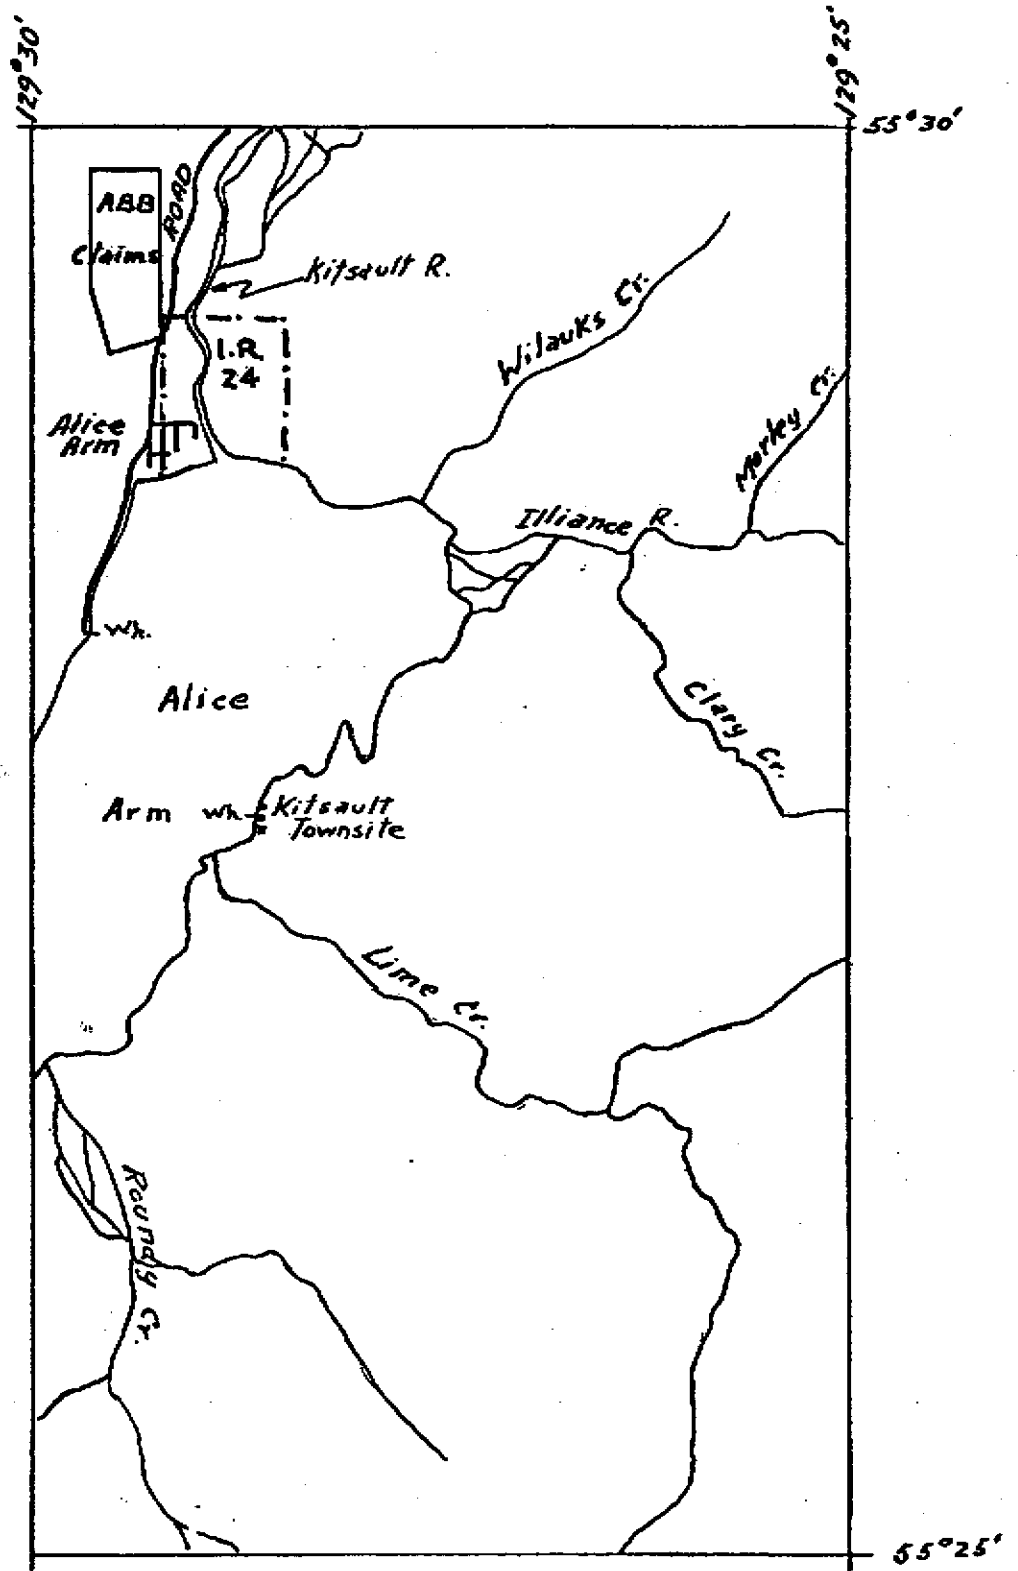 129°30'
129°25'
55°30'
ABB
Claims
ROAD
Kitsault R.
I.R.
24
Wilauks Cr.
Morley Cr.
Alice
Arm
Illiance R.
Wh.
Alice
Clary Cr.
Arm
Wh.
Kitsault
Townsite
Lime Cr.
Roundy Cr.
55°25'